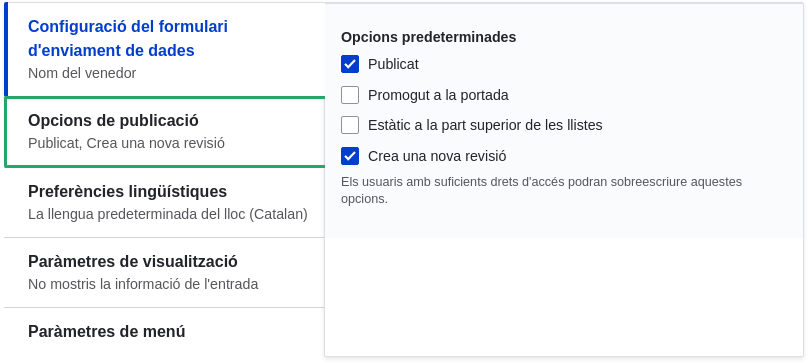 Configuració del formulari
d'enviament de dades
Nom del venedor
Opcions de publicació
Publicat, Crea una nova revisió
Preferències lingüístiques
La llengua predeterminada del lloc (Catalan)
Paràmetres de visualització
No mostris la informació de l'entrada
Paràmetres de menú
Opcions predeterminades
Publicat
Promogut a la portada
Estàtic a la part superior de les llistes
Crea una nova revisió
Els usuaris amb suficients drets d'accés podran sobreescriure aquestes
opcions.